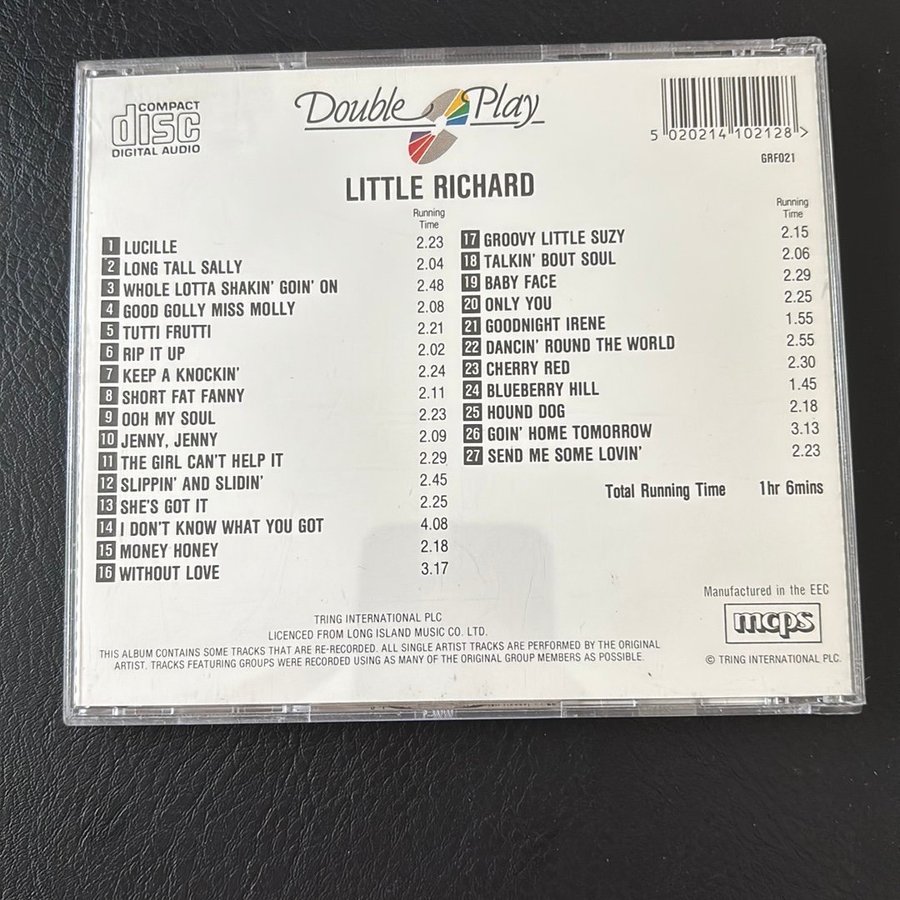 COMPACT
disc
DIGITAL AUDIO
Double Play
5 020214 102128 >
GRF021
LITTLE RICHARD
Running
Time
1 LUCILLE 2.23
2 LONG TALL SALLY 2.04
3 WHOLE LOTTA SHAKIN' GOIN' ON 2.48
4 GOOD GOLLY MISS MOLLY 2.08
5 TUTTI FRUTTI 2.21
6 RIP IT UP 2.02
7 KEEP A KNOCKIN' 2.24
8 SHORT FAT FANNY 2.11
9 OOH MY SOUL 2.23
10 JENNY, JENNY 2.09
11 THE GIRL CAN'T HELP IT 2.29
12 SLIPPIN' AND SLIDIN' 2.45
13 SHE'S GOT IT 2.25
14 I DON'T KNOW WHAT YOU GOT 4.08
15 MONEY HONEY 2.18
16 WITHOUT LOVE 3.17
Running
Time
17 GROOVY LITTLE SUZY 2.15
18 TALKIN' BOUT SOUL 2.06
19 BABY FACE 2.29
20 ONLY YOU 2.25
21 GOODNIGHT IRENE 1.55
22 DANCIN' ROUND THE WORLD 2.55
23 CHERRY RED 2.30
24 BLUEBERRY HILL 1.45
25 HOUND DOG 2.18
26 GOIN' HOME TOMORROW 3.13
27 SEND ME SOME LOVIN' 2.23
Total Running Time 1hr 6mins
Manufactured in the EEC
mcps
© TRING INTERNATIONAL PLC.
TRING INTERNATIONAL PLC
LICENCED FROM LONG ISLAND MUSIC CO. LTD.
THIS ALBUM CONTAINS SOME TRACKS THAT ARE RE-RECORDED. ALL SINGLE ARTIST TRACKS ARE PERFORMED BY THE ORIGINAL
ARTIST. TRACKS FEATURING GROUPS WERE RECORDED USING AS MANY OF THE ORIGINAL GROUP MEMBERS AS POSSIBLE.